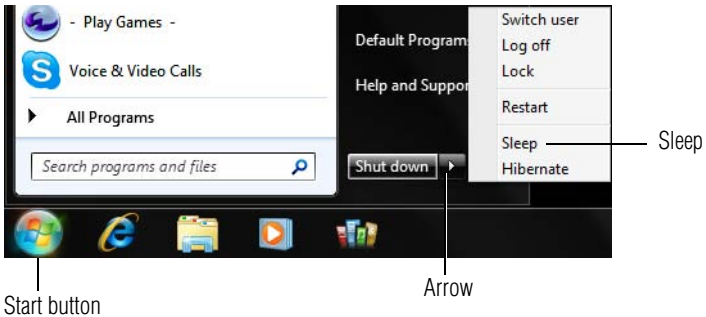 - Play Games -
Voice & Video Calls
All Programs
Search programs and files
Default Program
Help and Suppor
Shut down
Switch user
Log off
Lock
Restart
Sleep
Hibernate
Sleep
Arrow
Start button